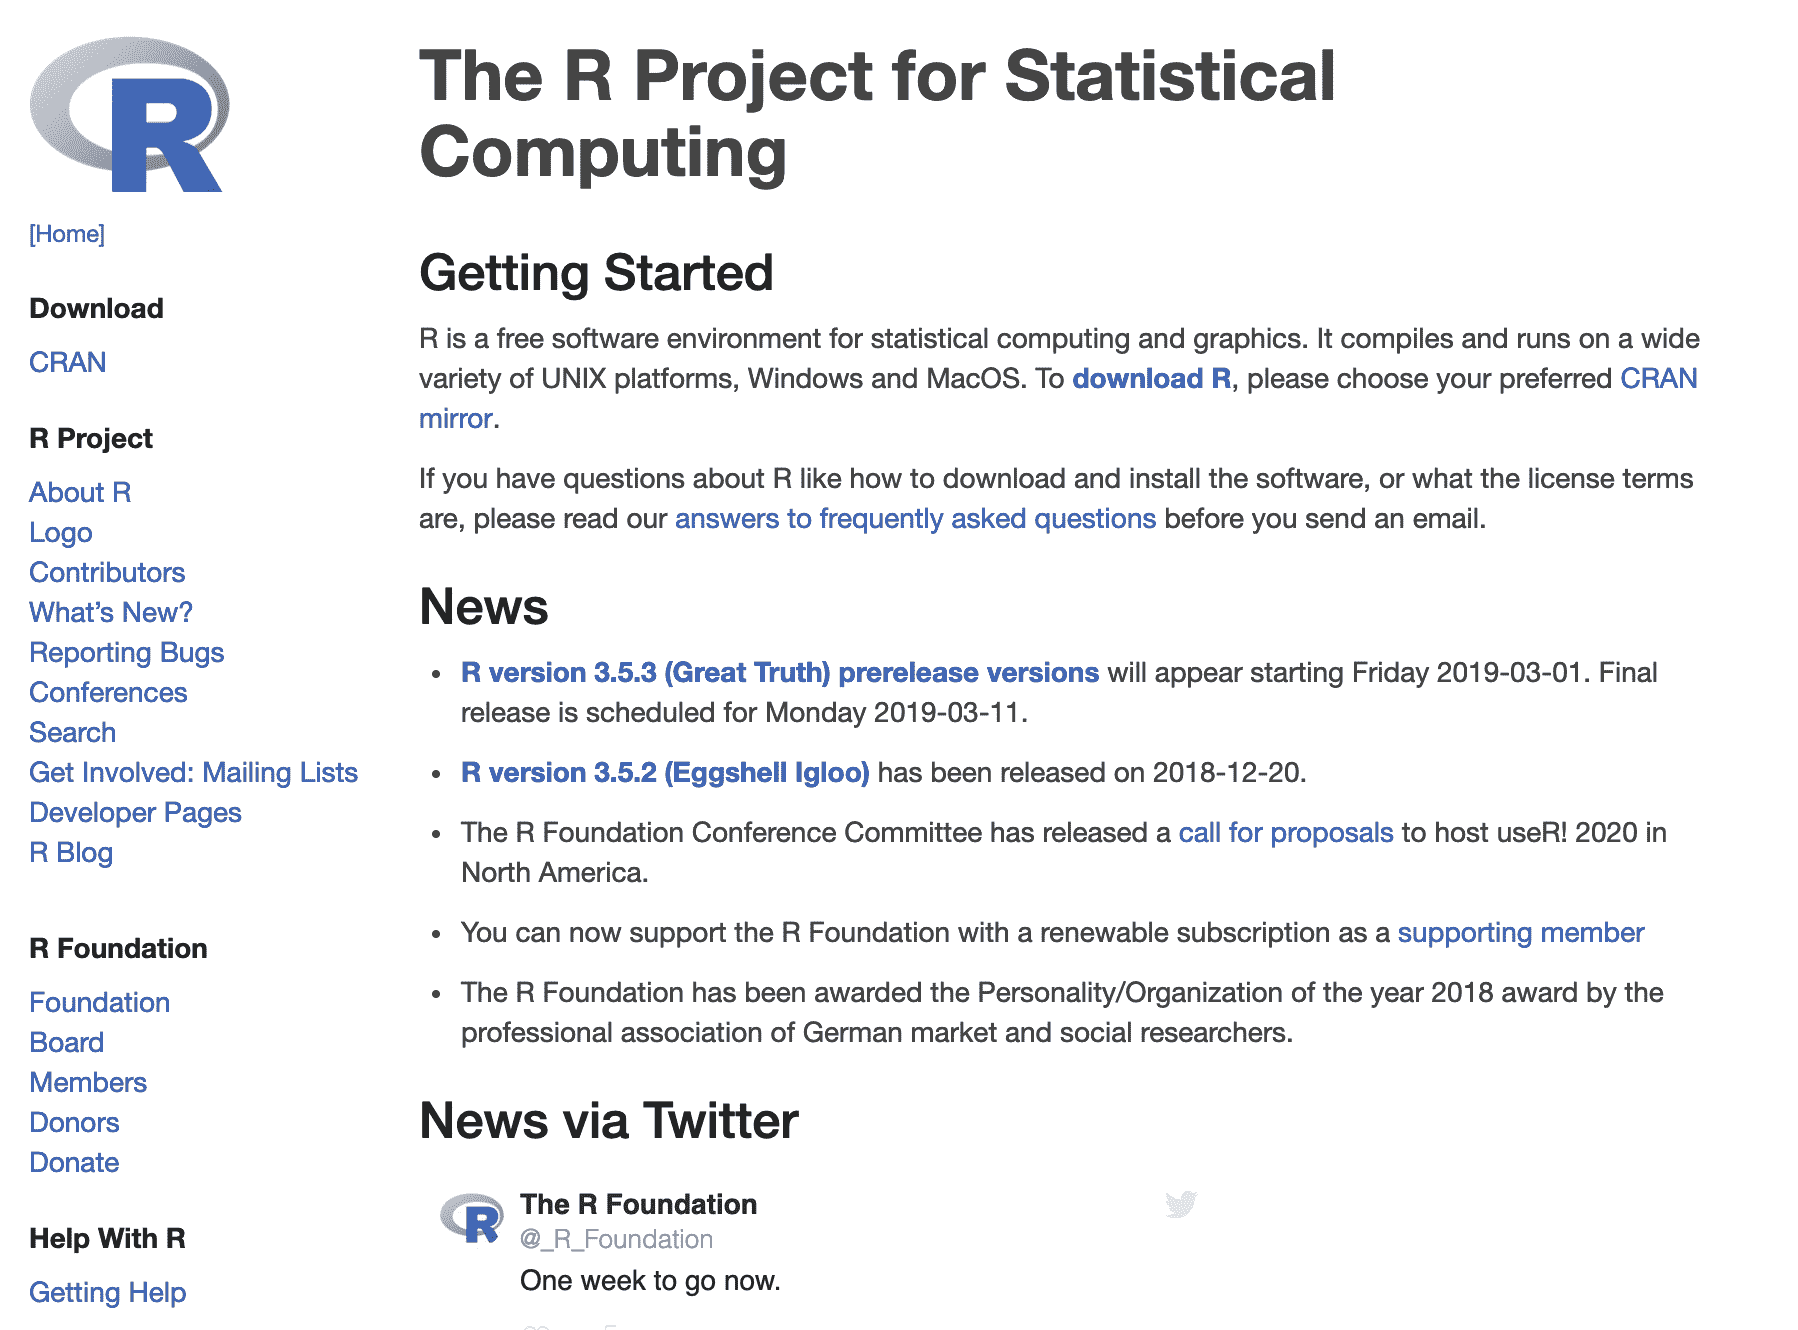 R
[Home]
Download
CRAN
R Project
About R
Logo
Contributors
What’s New?
Reporting Bugs
Conferences
Search
Get Involved: Mailing Lists
Developer Pages
R Blog
R Foundation
Foundation
Board
Members
Donors
Donate
Help With R
Getting Help
The R Project for Statistical
Computing
Getting Started
R is a free software environment for statistical computing and graphics. It compiles and runs on a wide
variety of UNIX platforms, Windows and MacOS. To download R, please choose your preferred CRAN
mirror.
If you have questions about R like how to download and install the software, or what the license terms
are, please read our answers to frequently asked questions before you send an email.
News
• R version 3.5.3 (Great Truth) prerelease versions will appear starting Friday 2019-03-01. Final
release is scheduled for Monday 2019-03-11.
• R version 3.5.2 (Eggshell Igloo) has been released on 2018-12-20.
• The R Foundation Conference Committee has released a call for proposals to host useR! 2020 in
North America.
• You can now support the R Foundation with a renewable subscription as a supporting member
• The R Foundation has been awarded the Personality/Organization of the year 2018 award by the
professional association of German market and social researchers.
News via Twitter
R
The R Foundation
@_R_Foundation
One week to go now.